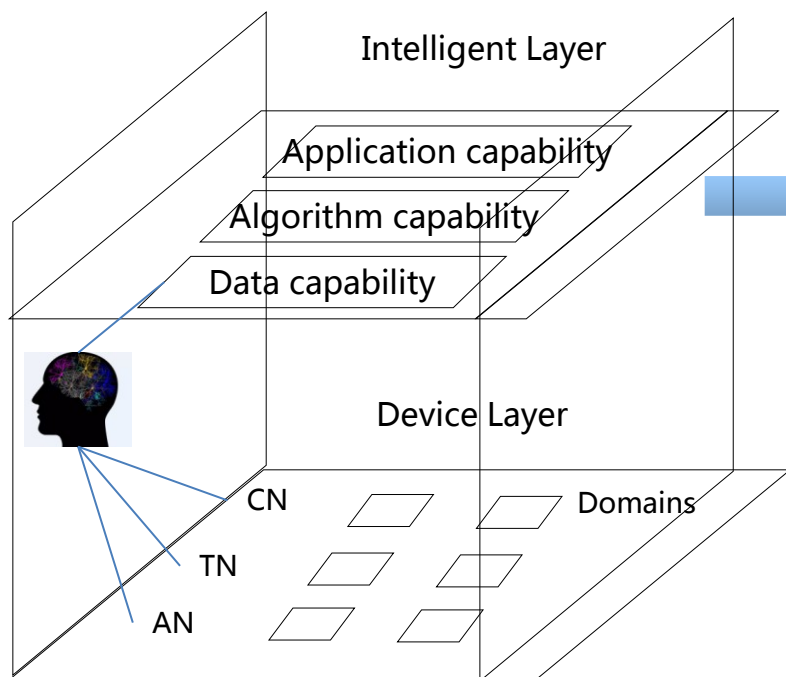 Intelligent Layer
Application capability
Algorithm capability
Data capability
Device Layer
CN
Domains
TN
AN